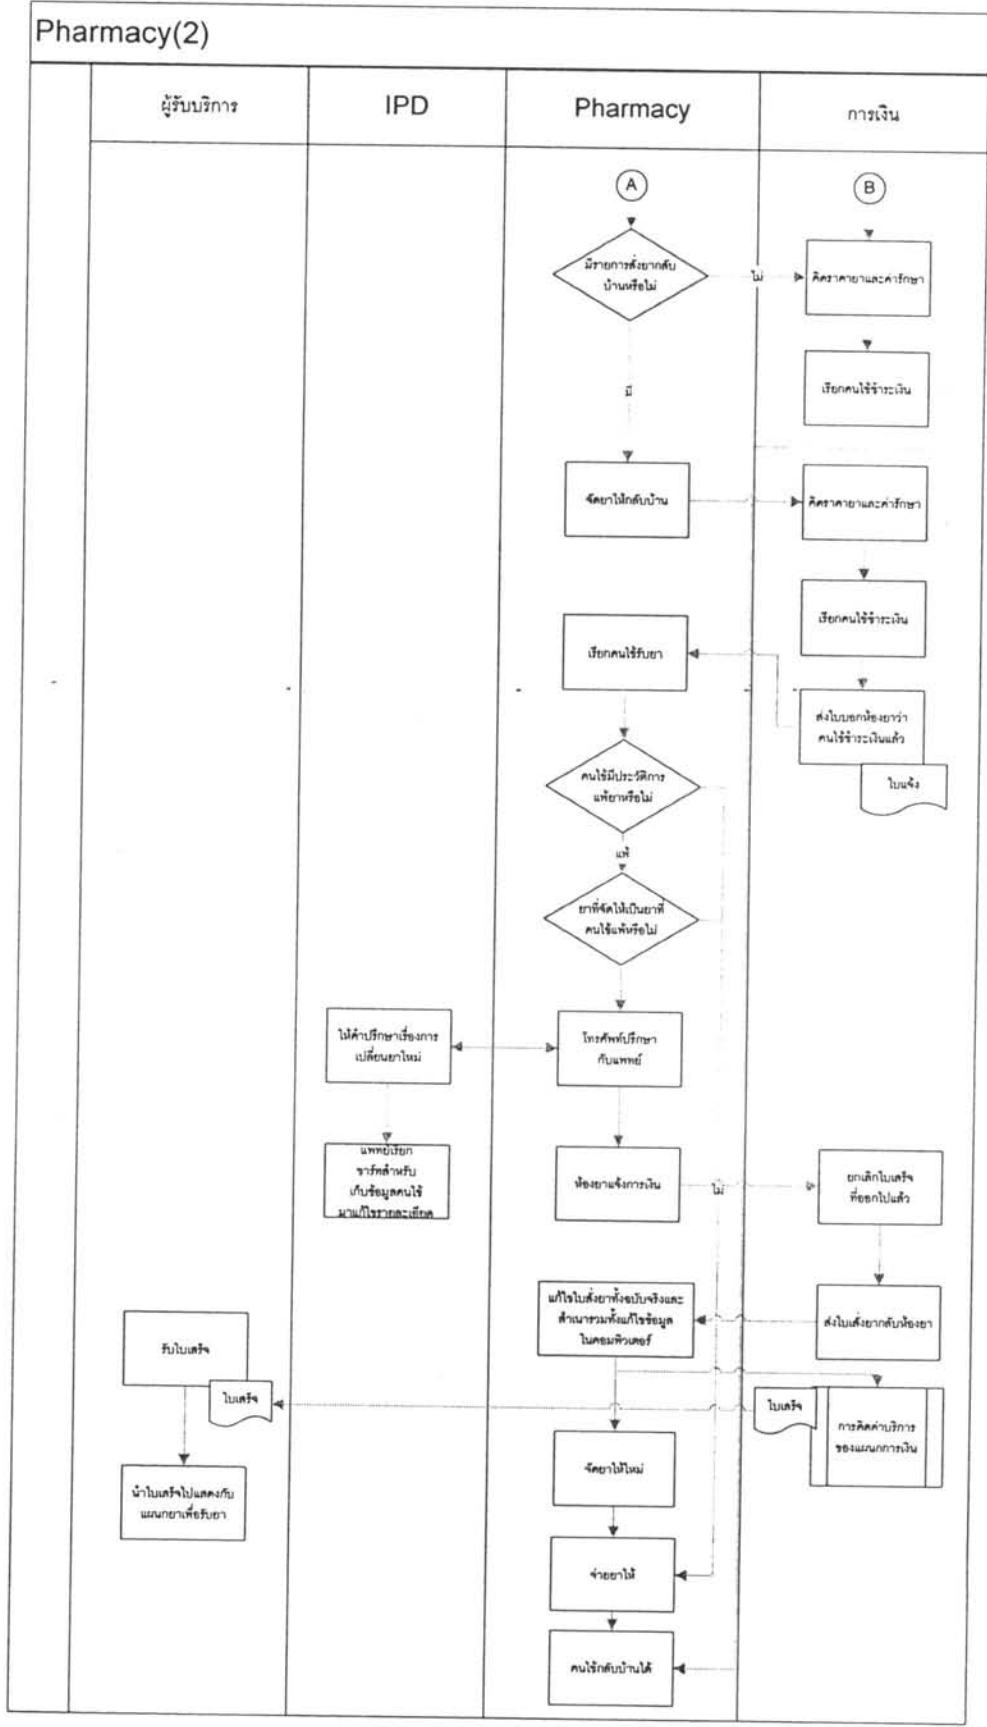 Pharmacy(2)
ผู้รับบริการ
IPD
Pharmacy
การเงิน
A
B
มีรายการสั่งยากลับ
บ้านหรือไม่
ไม่
คิดราคายาและค่ารักษา
เรียกคนไข้ชำระเงิน
มี
จัดยาให้กลับบ้าน
คิดราคายาและค่ารักษา
เรียกคนไข้ชำระเงิน
เรียกคนไข้รับยา
ส่งใบบอกห้องยาว่า
คนไข้ชำระเงินแล้ว
ใบแจ้ง
คนไข้มีประวัติการ
แพ้ยาหรือไม่
แพ้
ยาที่จัดให้เป็นยาที่
คนไข้แพ้หรือไม่
ให้คำปรึกษาเรื่องการ
เปลี่ยนยาใหม่
โทรศัพท์ปรึกษา
กับแพทย์
แพทย์เรียก
ชาร์ทสำหรับ
เก็บข้อมูลคนไข้
มาแก้ไขรายละเอียด
ห้องยาแจ้งการเงิน
ไม่
ยกเลิกใบเสร็จ
ที่ออกไปแล้ว
แก้ไขใบสั่งยาทั้งฉบับจริงและ
สำเนารวมทั้งแก้ไขข้อมูล
ในคอมพิวเตอร์
ส่งใบสั่งยากลับห้องยา
รับใบเสร็จ
ใบเสร็จ
ใบเสร็จ
การคิดค่าบริการ
ของแผนกการเงิน
จัดยาให้ใหม่
นำใบเสร็จไปแสดงกับ
แผนกยาเพื่อรับยา
จ่ายยาให้
คนไข้กลับบ้านได้